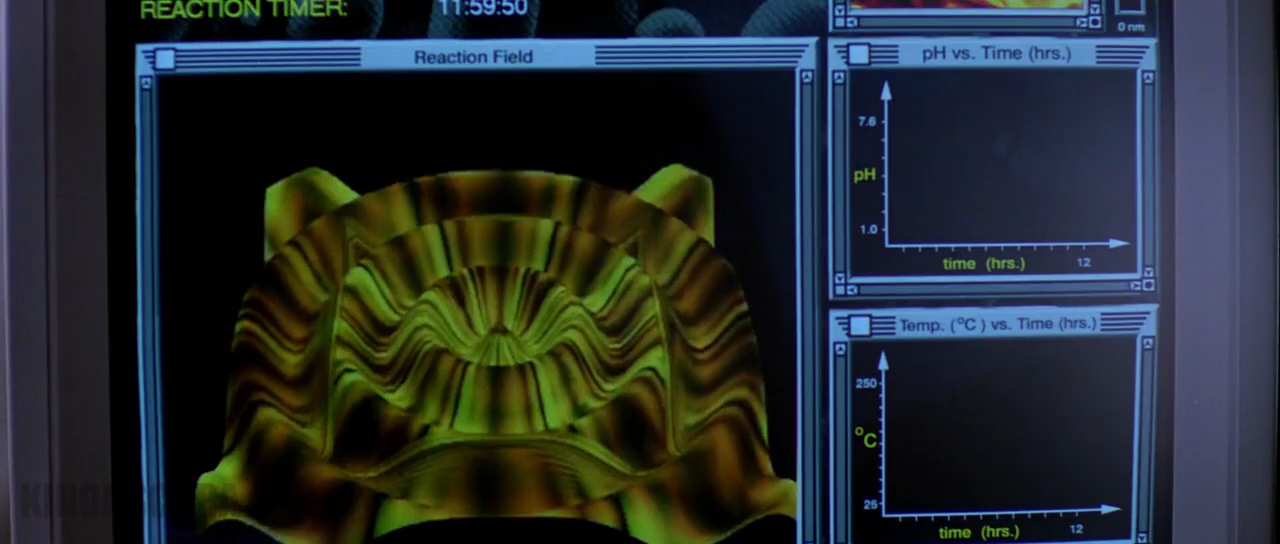 REACTION TIMER: 11:59:50
0 nm
Reaction Field
pH vs. Time (hrs.)
7.6
pH
1.0
time (hrs.)
12
Temp. (°C) vs. Time (hrs.)
250
°C
25
time (hrs.)
12